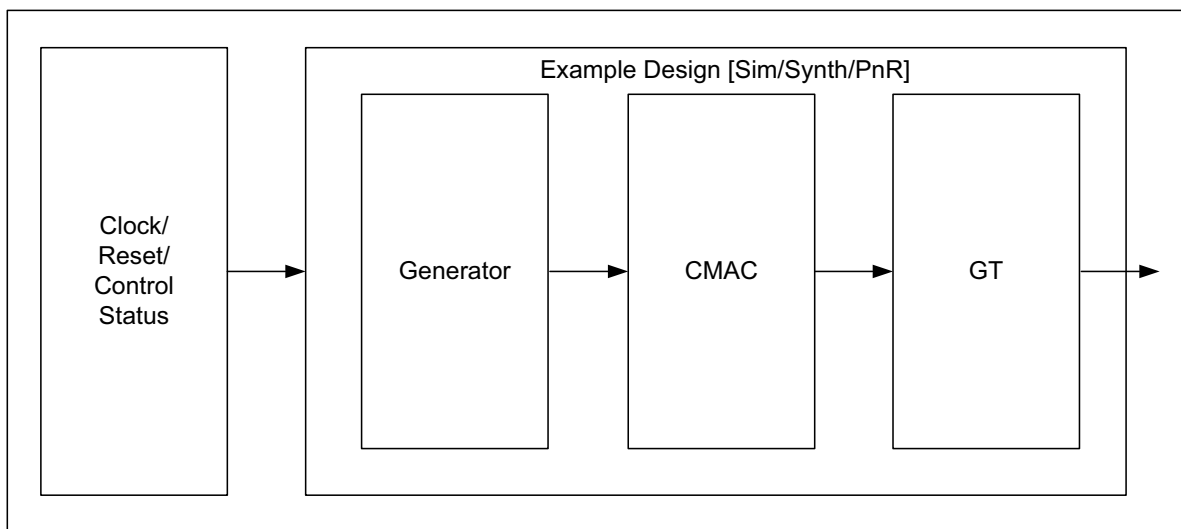 Example Design [Sim/Synth/PnR]
Clock/
Reset/
Control
Status
Generator
CMAC
GT